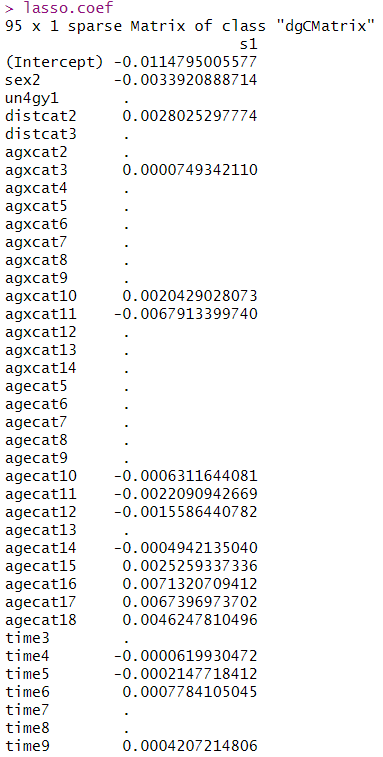 > lasso.coef
95 x 1 sparse Matrix of class "dgCMatrix"
                           s1
(Intercept) -0.0114795005577
sex2        -0.0033920888714
un4gy1       .
distcat2     0.0028025297774
distcat3     .
agxcat2      .
agxcat3      0.0000749342110
agxcat4      .
agxcat5      .
agxcat6      .
agxcat7      .
agxcat8      .
agxcat9      .
agxcat10     0.0020429028073
agxcat11    -0.0067913399740
agxcat12     .
agxcat13     .
agxcat14     .
agecat5      .
agecat6      .
agecat7      .
agecat8      .
agecat9      .
agecat10    -0.0006311644081
agecat11    -0.0022090942669
agecat12    -0.0015586440782
agecat13     .
agecat14    -0.0004942135040
agecat15     0.0025259337336
agecat16     0.0071320709412
agecat17     0.0067396973702
agecat18     0.0046247810496
time3        .
time4       -0.0000619930472
time5       -0.0002147718412
time6        0.0007784105045
time7        .
time8        .
time9        0.0004207214806